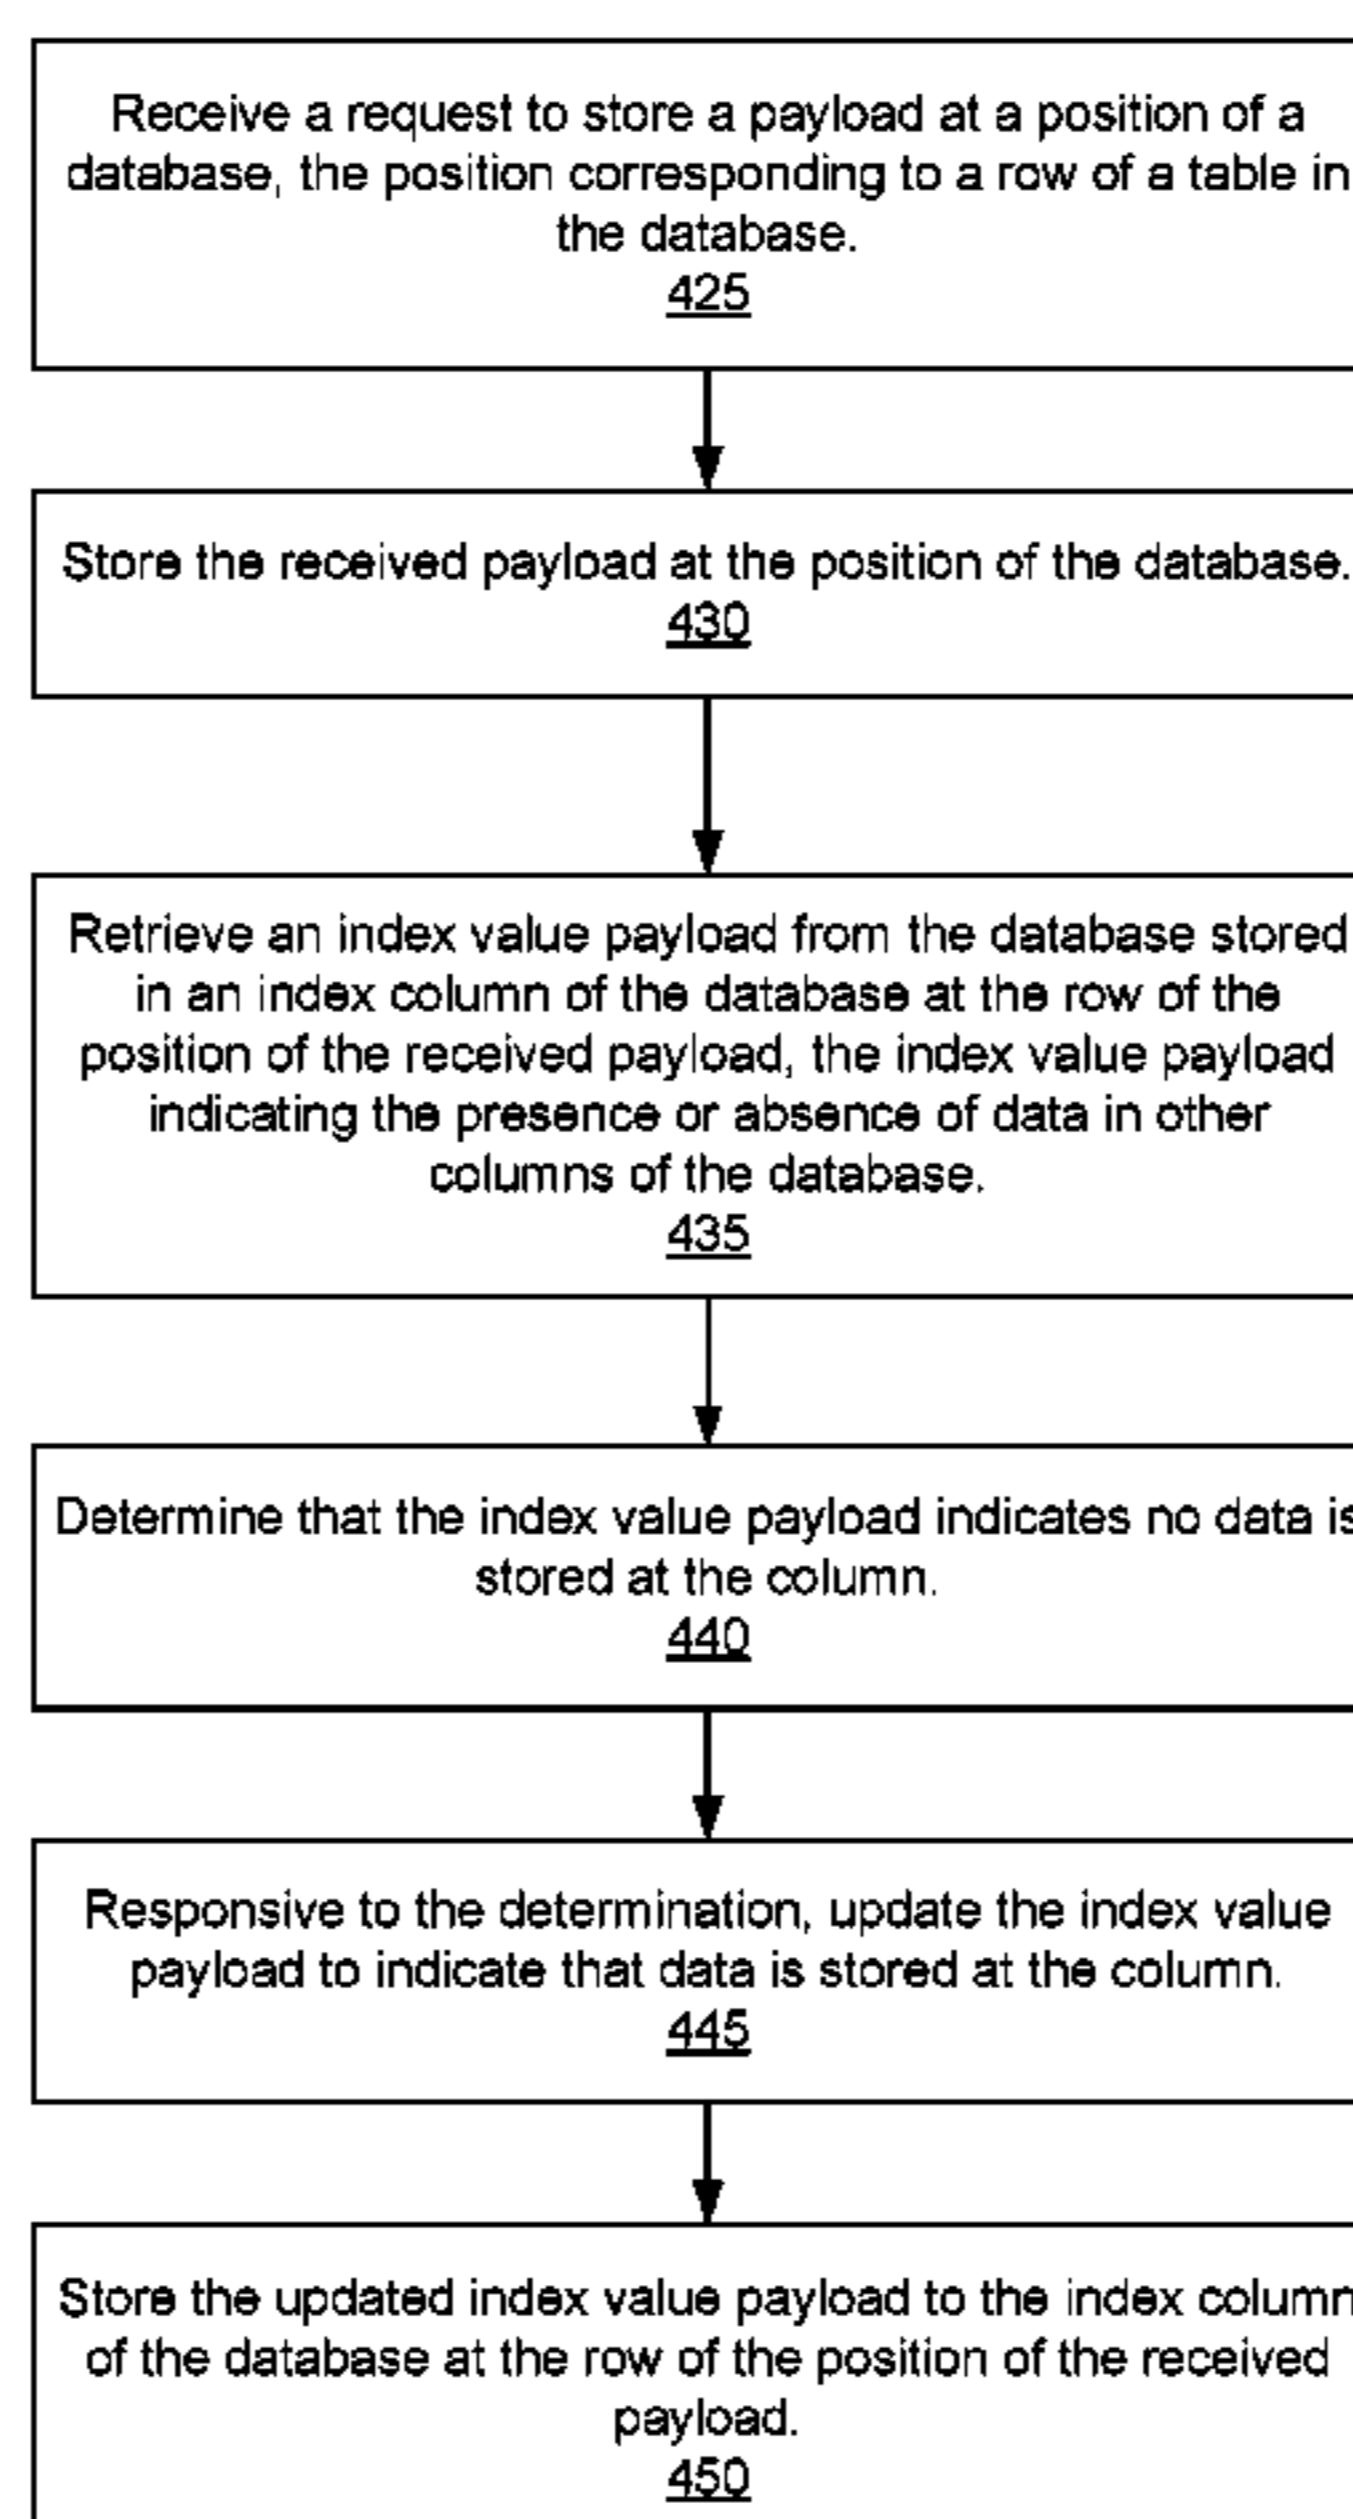 Receive a request to store a payload at a position of a
database, the position corresponding to a row of a table in
the database.
425
Store the received payload at the position of the database.
430
Retrieve an index value payload from the database stored
in an index column of the database at the row of the
position of the received payload, the index value payload
indicating the presence or absence of data in other
columns of the database.
435
Determine that the index value payload indicates no data is
stored at the column.
440
Responsive to the determination, update the index value
payload to indicate that data is stored at the column.
445
Store the updated index value payload to the index column
of the database at the row of the position of the received
payload.
450